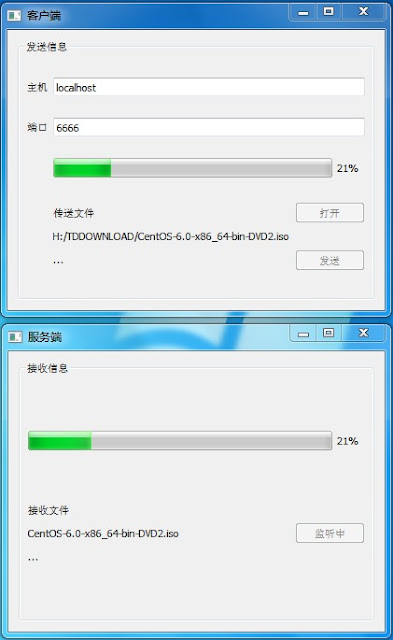 客户端
发送信息
主机 localhost
端口 6666
21%
传送文件 打开
H:/TDDOWNLOAD/CentOS-6.0-x86_64-bin-DVD2.iso
... 发送
服务端
接收信息
21%
接收文件
CentOS-6.0-x86_64-bin-DVD2.iso 监听中
...